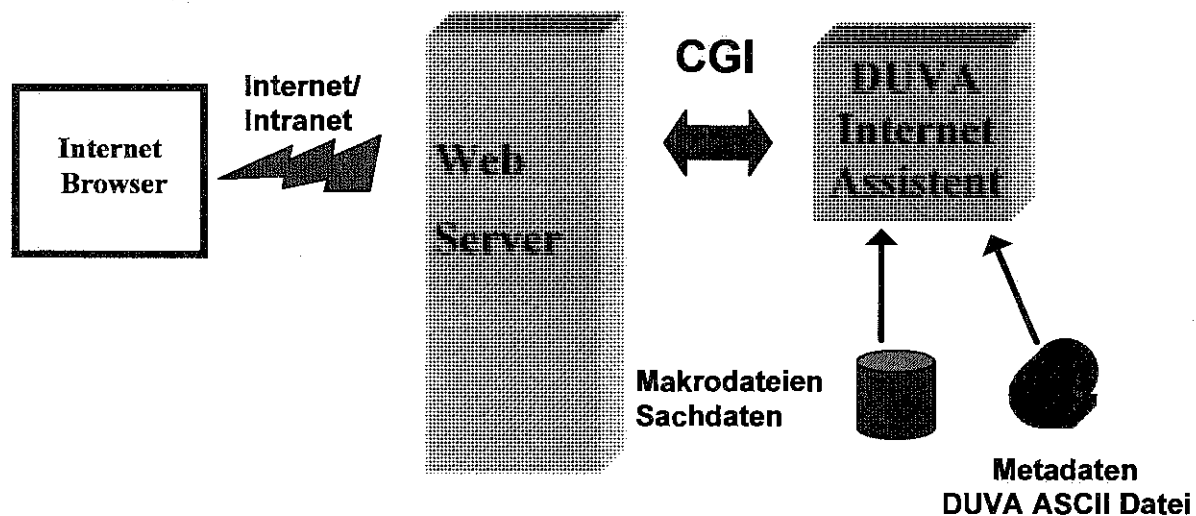 Internet
Browser
Internet/
Intranet
Web
Server
CGI
DUVA
Internet
Assistent
Makrodateien
Sachdaten
Metadaten
DUVA ASCII Datei